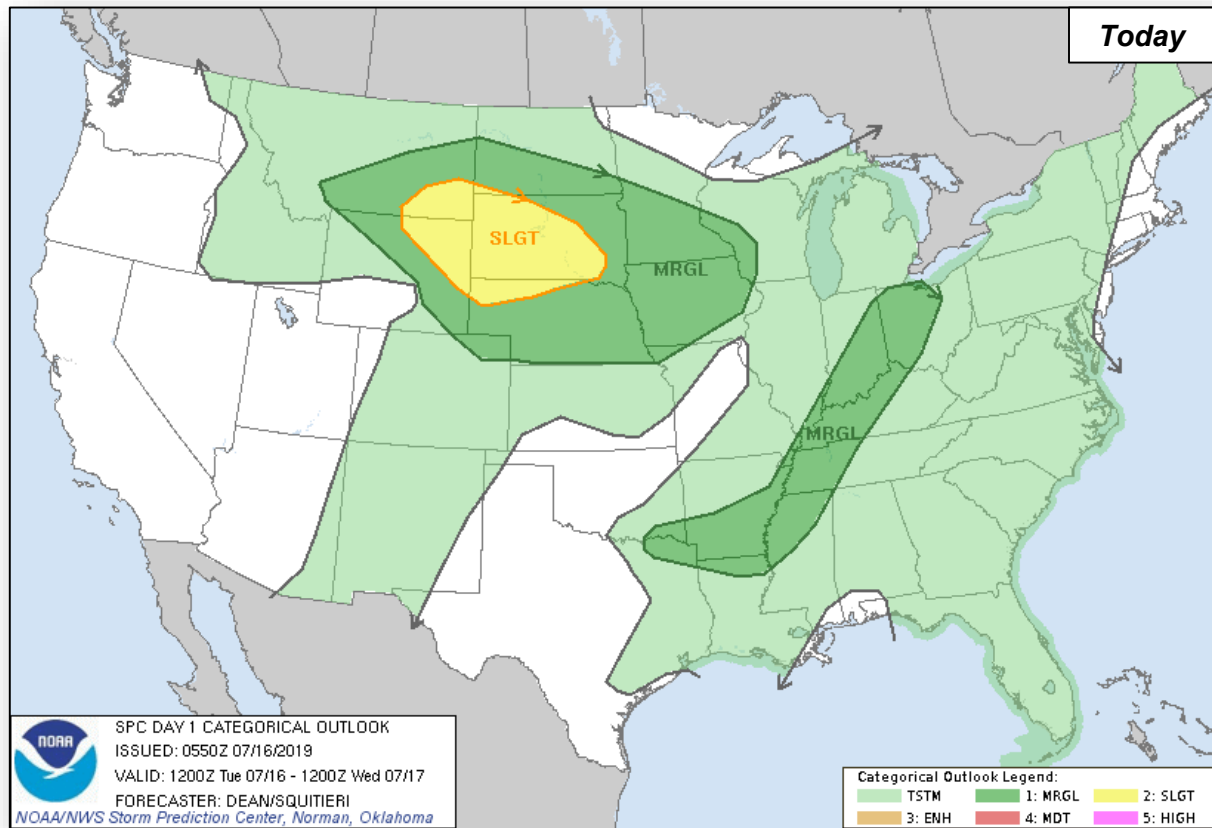 Today
SLGT
MRGL
MRGL
NOAA
SPC DAY 1 CATEGORICAL OUTLOOK
ISSUED: 0550Z 07/16/2019
VALID: 1200Z Tue 07/16 - 1200Z Wed 07/17
FORECASTER: DEAN/SQUITIERI
NOAA/NWS Storm Prediction Center, Norman, Oklahoma
Categorical Outlook Legend:
TSTM 1: MRGL 2: SLGT
3: ENH 4: MDT 5: HIGH